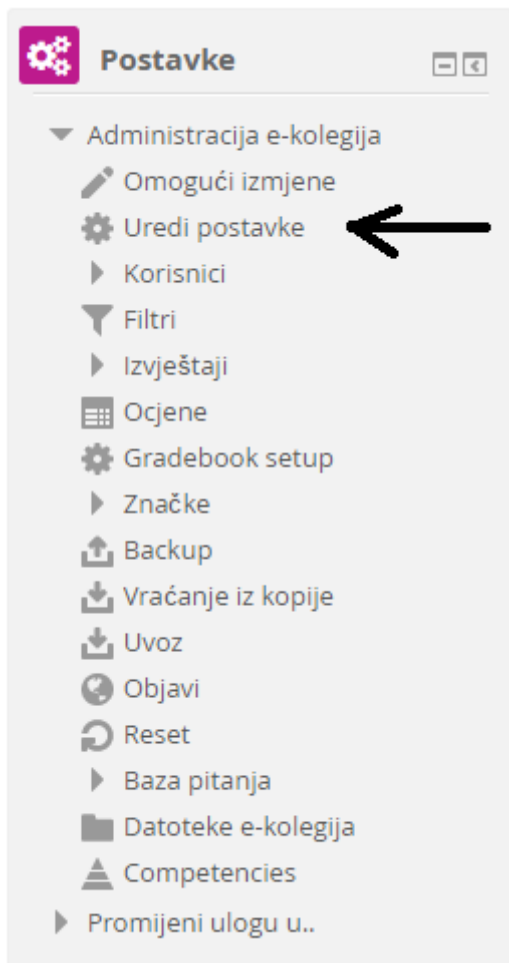 Postavke
Administracija e-kolegija
Omogući izmjene
Uredi postavke
Korisnici
Filtri
Izvještaji
Ocjene
Gradebook setup
Značke
Backup
Vraćanje iz kopije
Uvoz
Objavi
Reset
Baza pitanja
Datoteke e-kolegija
Competencies
Promijeni ulogu u..